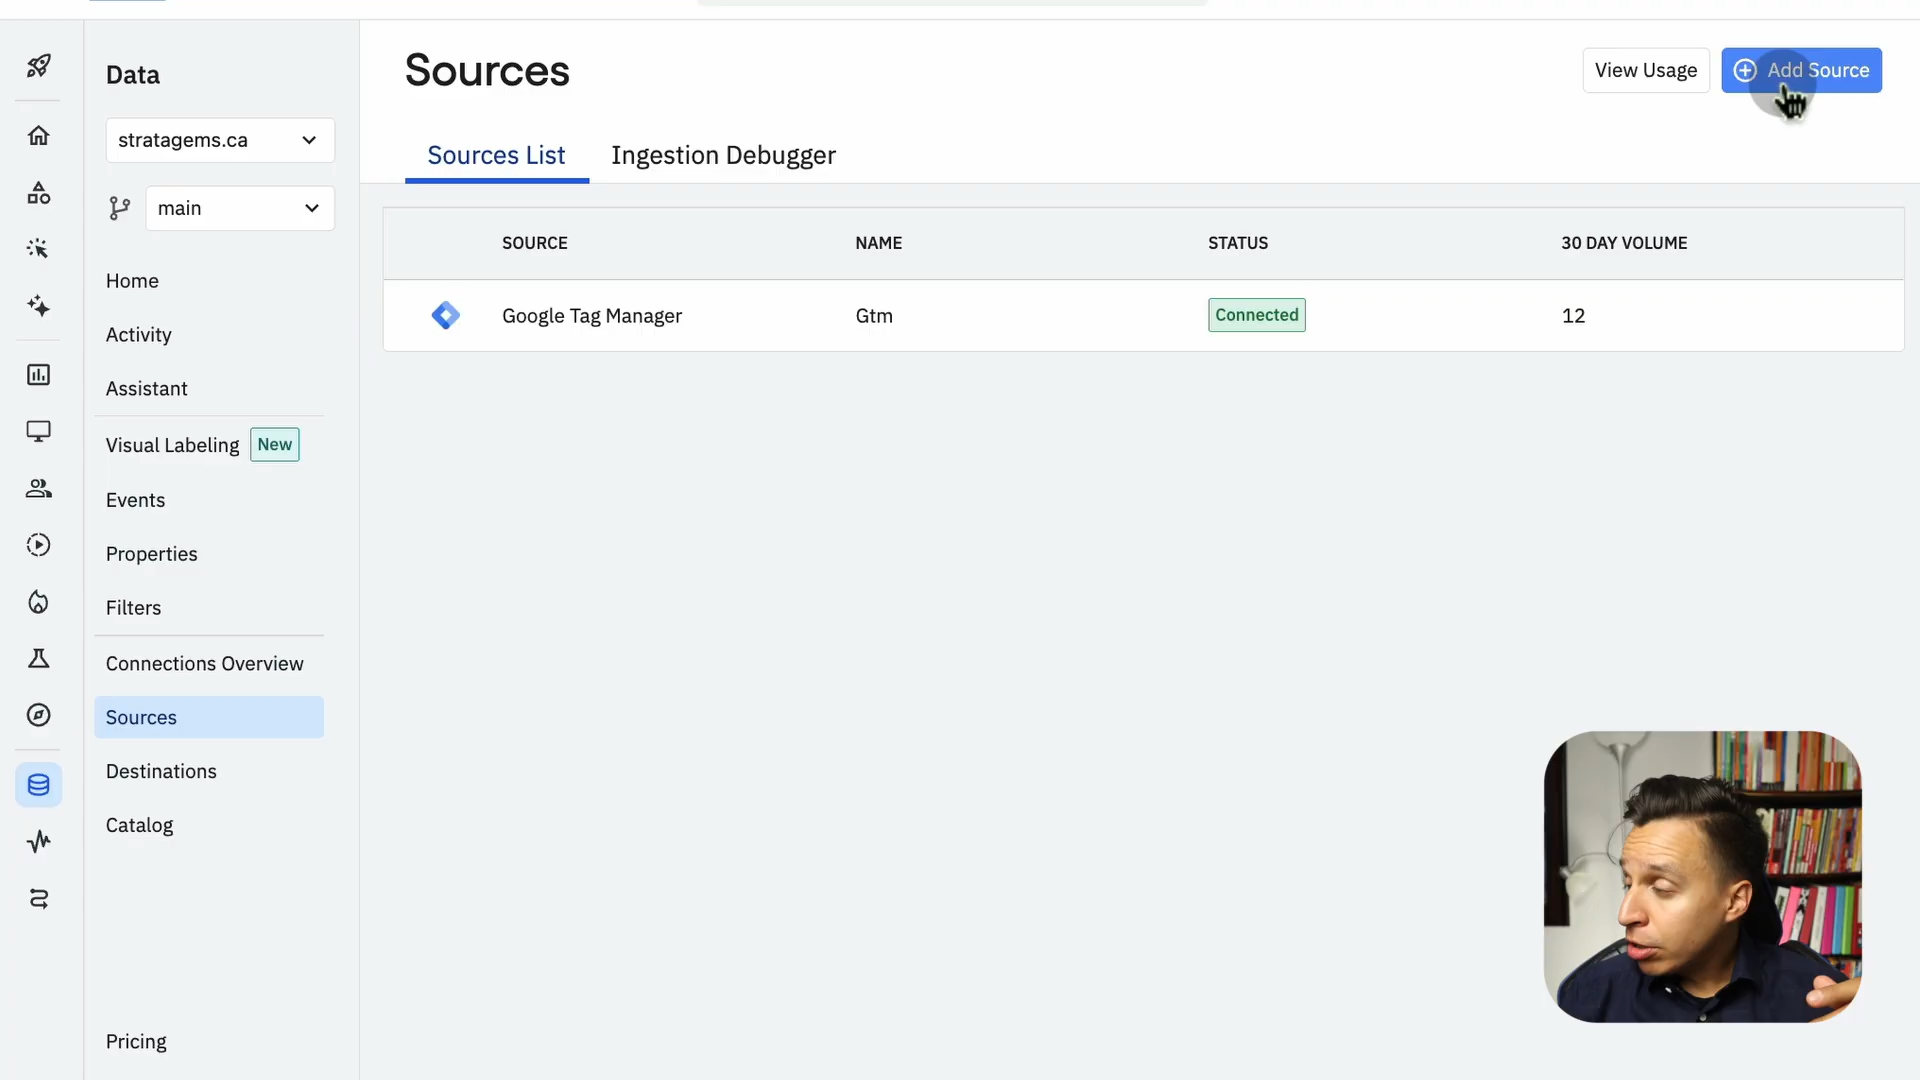 Data
stratagems.ca
main
Home
Activity
Assistant
Visual Labeling New
Events
Properties
Filters
Connections Overview
Sources
Destinations
Catalog
Pricing
Sources
View Usage
Add Source
Sources List
Ingestion Debugger
SOURCE NAME STATUS 30 DAY VOLUME
Google Tag Manager Gtm Connected 12